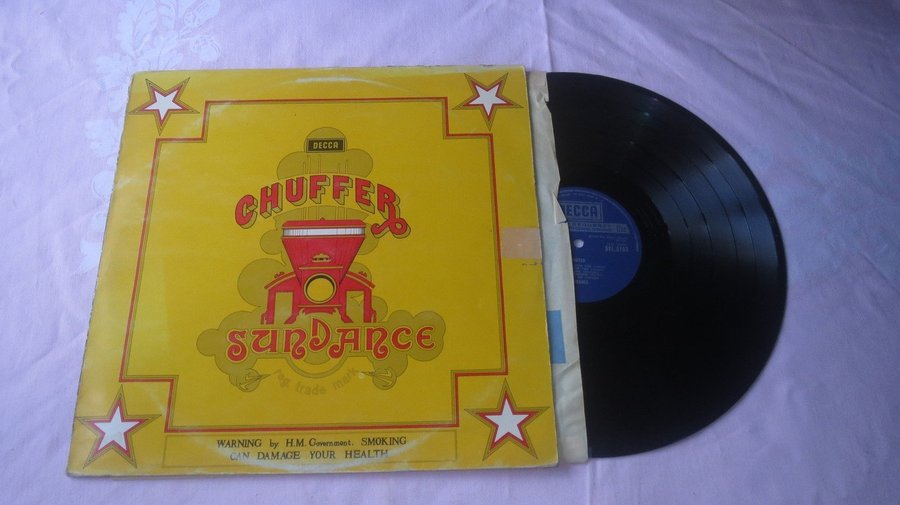 DECCA
CHUFFER
SUNDANCE
reg. trade mark
WARNING by H.M. Government. SMOKING
CAN DAMAGE YOUR HEALTH
DECCA